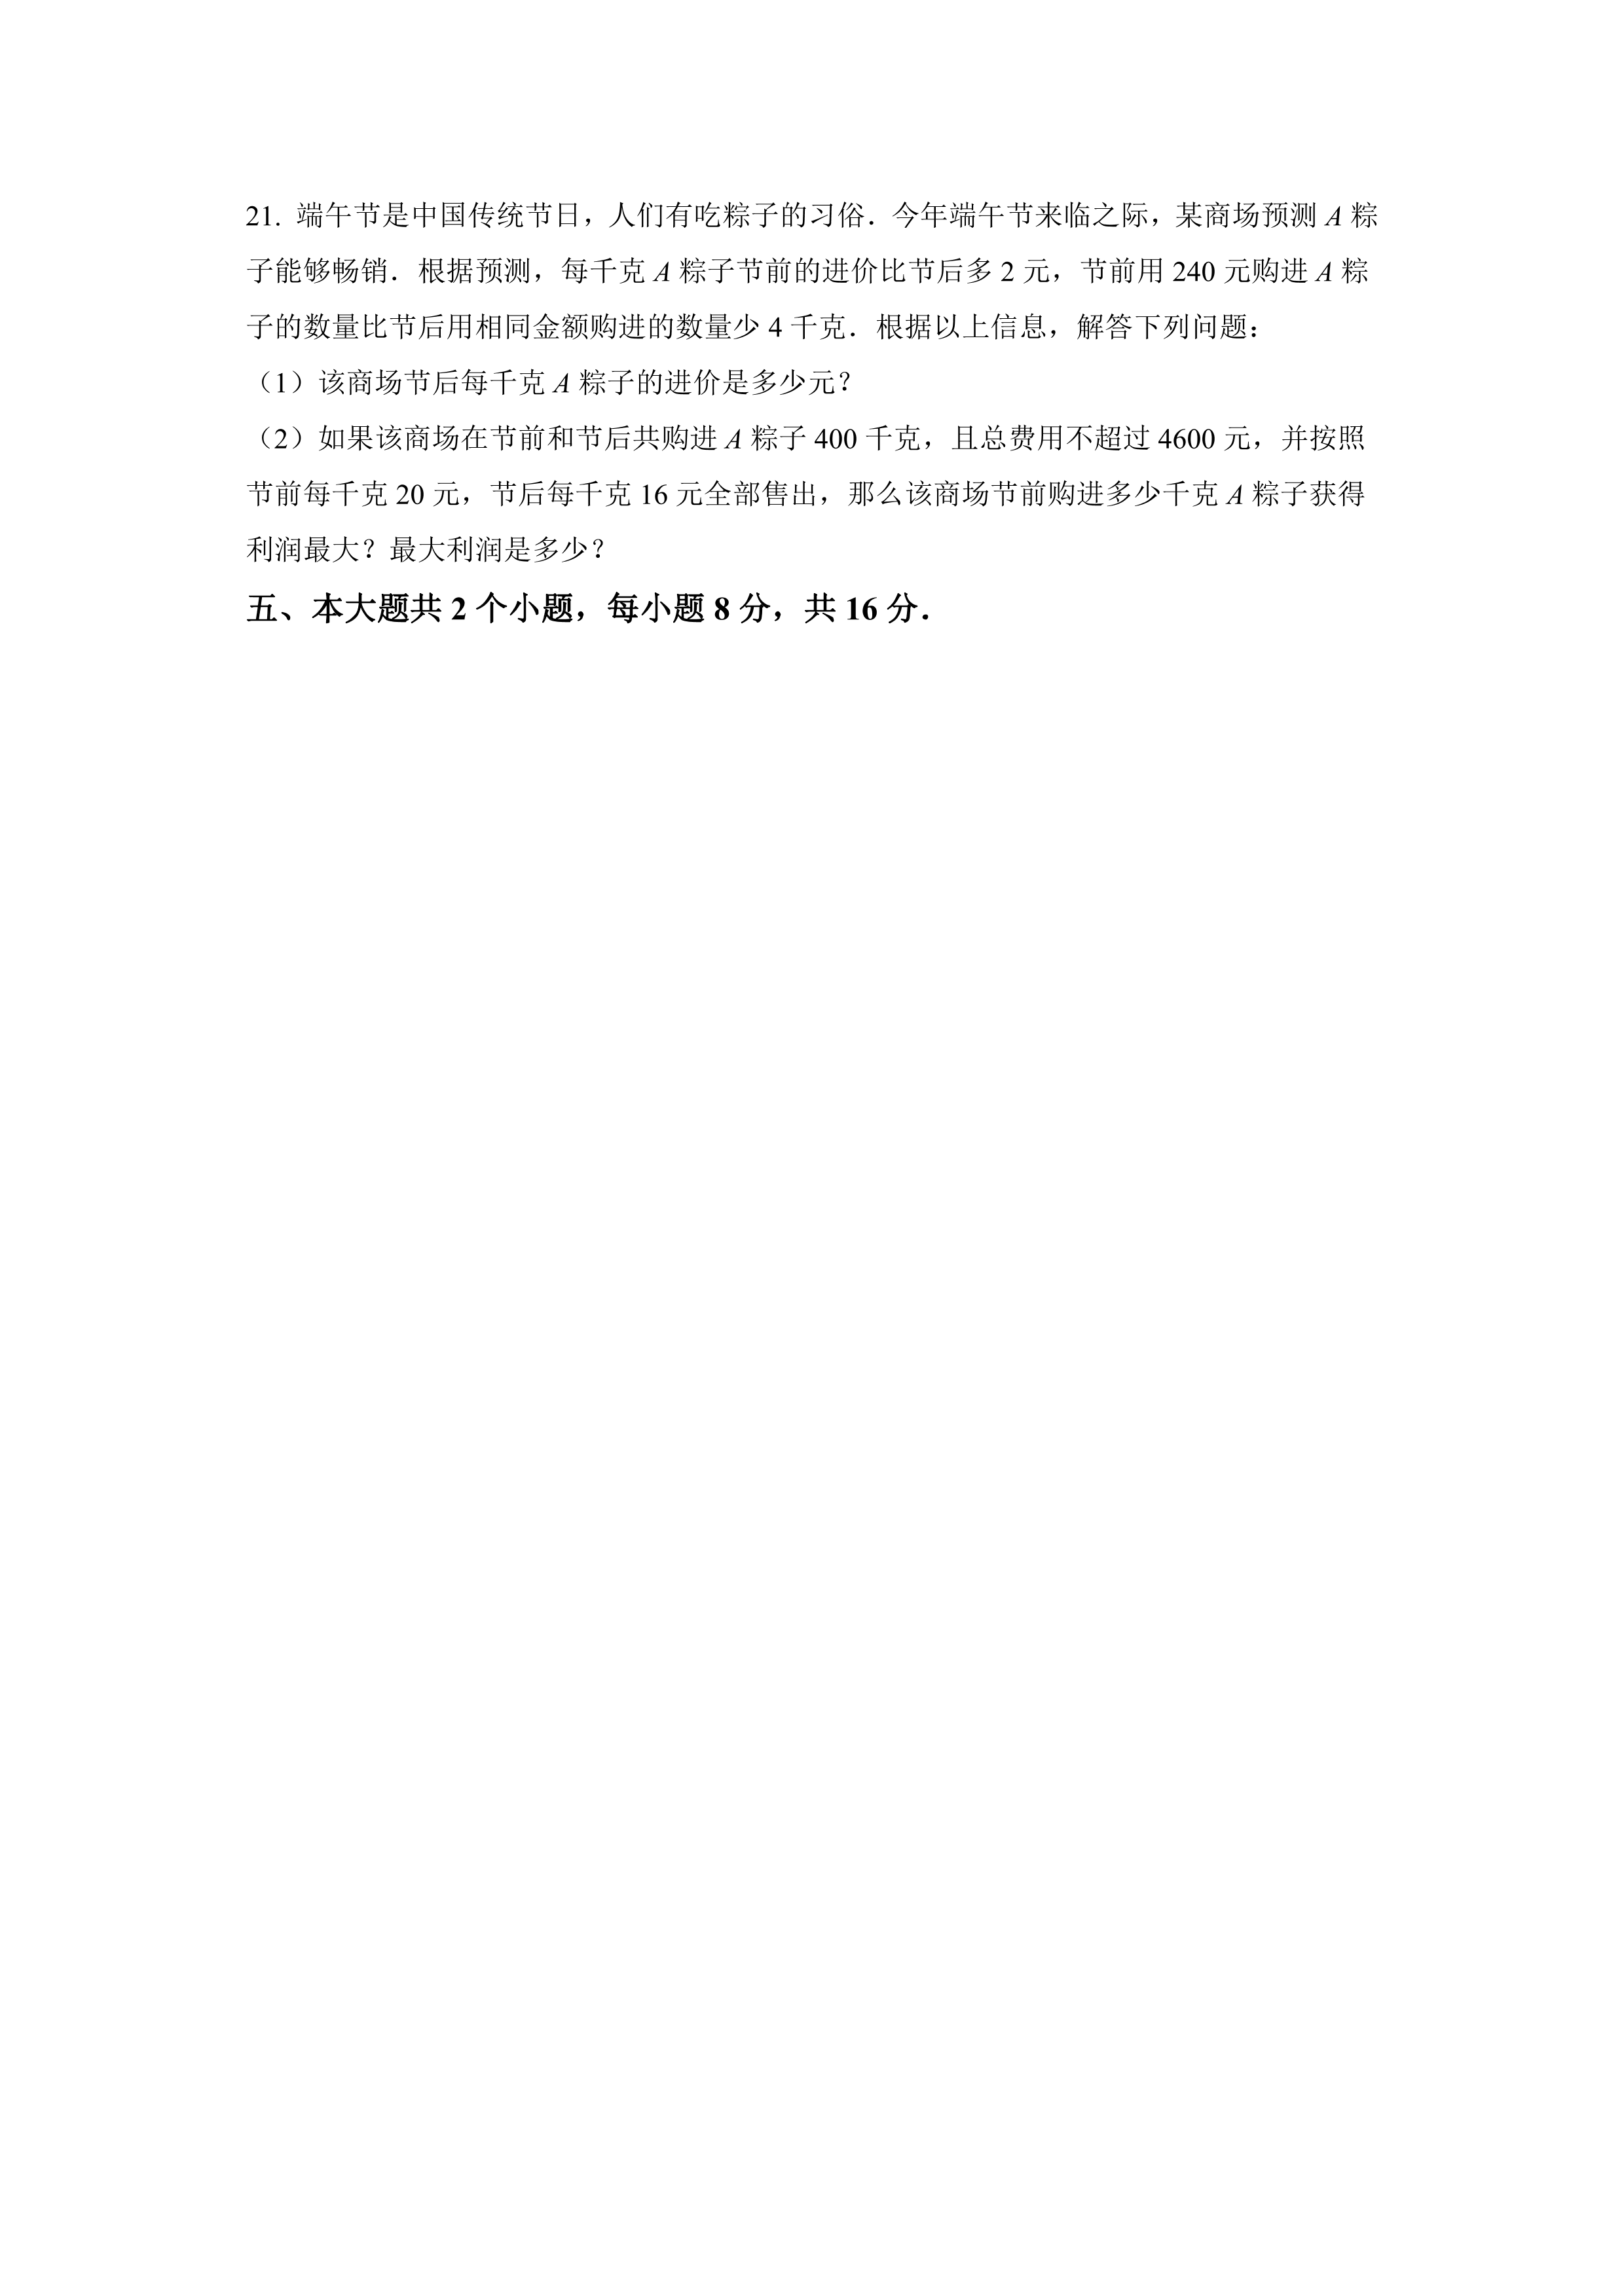 21. 端午节是中国传统节日，人们有吃粽子的习俗．今年端午节来临之际，某商场预测 A 粽
子能够畅销．根据预测，每千克 A 粽子节前的进价比节后多 2 元，节前用 240 元购进 A 粽
子的数量比节后用相同金额购进的数量少 4 千克．根据以上信息，解答下列问题：
（1）该商场节后每千克 A 粽子的进价是多少元？
（2）如果该商场在节前和节后共购进 A 粽子 400 千克，且总费用不超过 4600 元，并按照
节前每千克 20 元，节后每千克 16 元全部售出，那么该商场节前购进多少千克 A 粽子获得
利润最大？最大利润是多少？
五、本大题共 2 个小题，每小题 8 分，共 16 分．